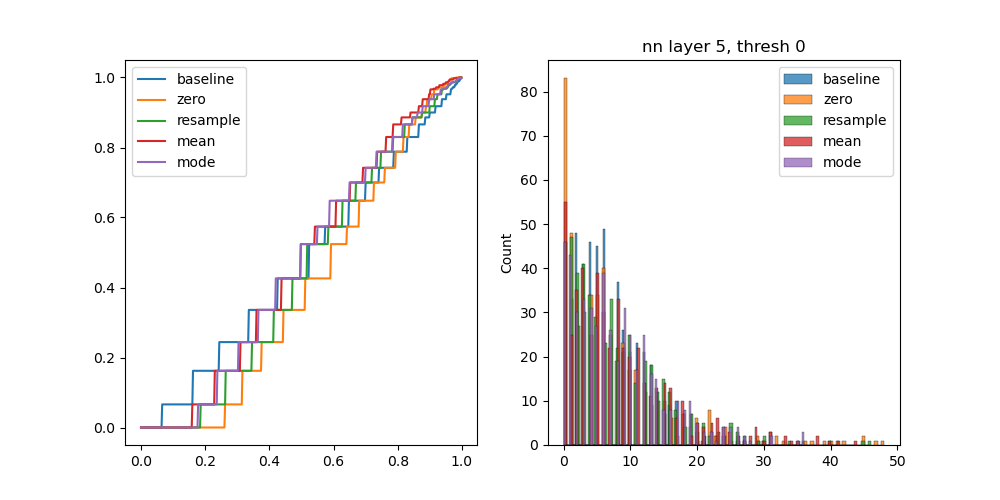 nn layer 5, thresh 0
1.0
0.8
0.6
0.4
0.2
0.0
0.0 0.2 0.4 0.6 0.8 1.0
baseline
zero
resample
mean
mode
Count
80
70
60
50
40
30
20
10
0
0 10 20 30 40 50
baseline
zero
resample
mean
mode